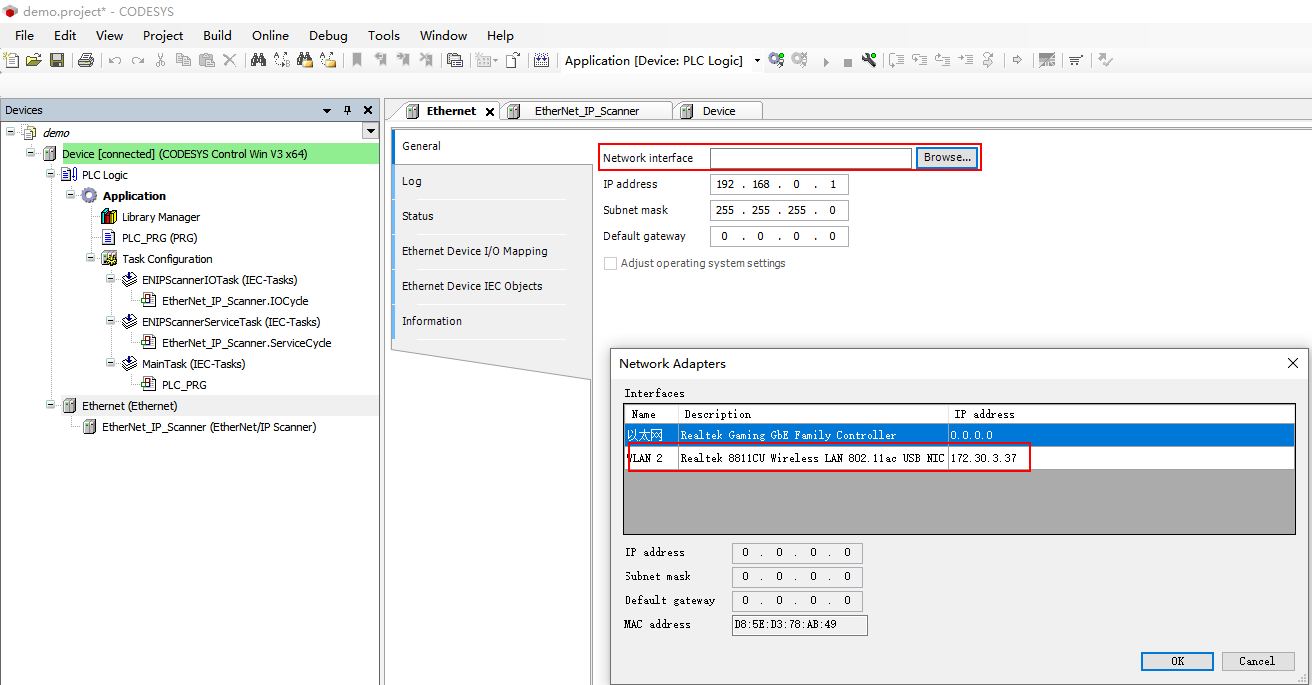 demo.project* - CODESYS
File Edit View Project Build Online Debug Tools Window Help
Application [Device: PLC Logic]
Devices
demo
Device [connected] (CODESYS Control Win V3 x64)
PLC Logic
Application
Library Manager
PLC_PRG (PRG)
Task Configuration
ENIPScannerIOTask (IEC-Tasks)
EtherNet_IP_Scanner.IOCycle
ENIPScannerServiceTask (IEC-Tasks)
EtherNet_IP_Scanner.ServiceCycle
MainTask (IEC-Tasks)
PLC_PRG
Ethernet (Ethernet)
EtherNet_IP_Scanner (EtherNet/IP Scanner)
Ethernet EtherNet_IP_Scanner Device
General
Log
Status
Ethernet Device I/O Mapping
Ethernet Device IEC Objects
Information
Network interface Browse...
IP address 192 . 168 . 0 . 1
Subnet mask 255 . 255 . 255 . 0
Default gateway 0 . 0 . 0 . 0
Adjust operating system settings
Network Adapters
Interfaces
Name Description IP address
以太网 Realtek Gaming GbE Family Controller 0.0.0.0
WLAN 2 Realtek 8811CU Wireless LAN 802.11ac USB NIC 172.30.3.37
IP address 0 . 0 . 0 . 0
Subnet mask 0 . 0 . 0 . 0
Default gateway 0 . 0 . 0 . 0
MAC address D8:5E:D3:78:AB:49
OK Cancel